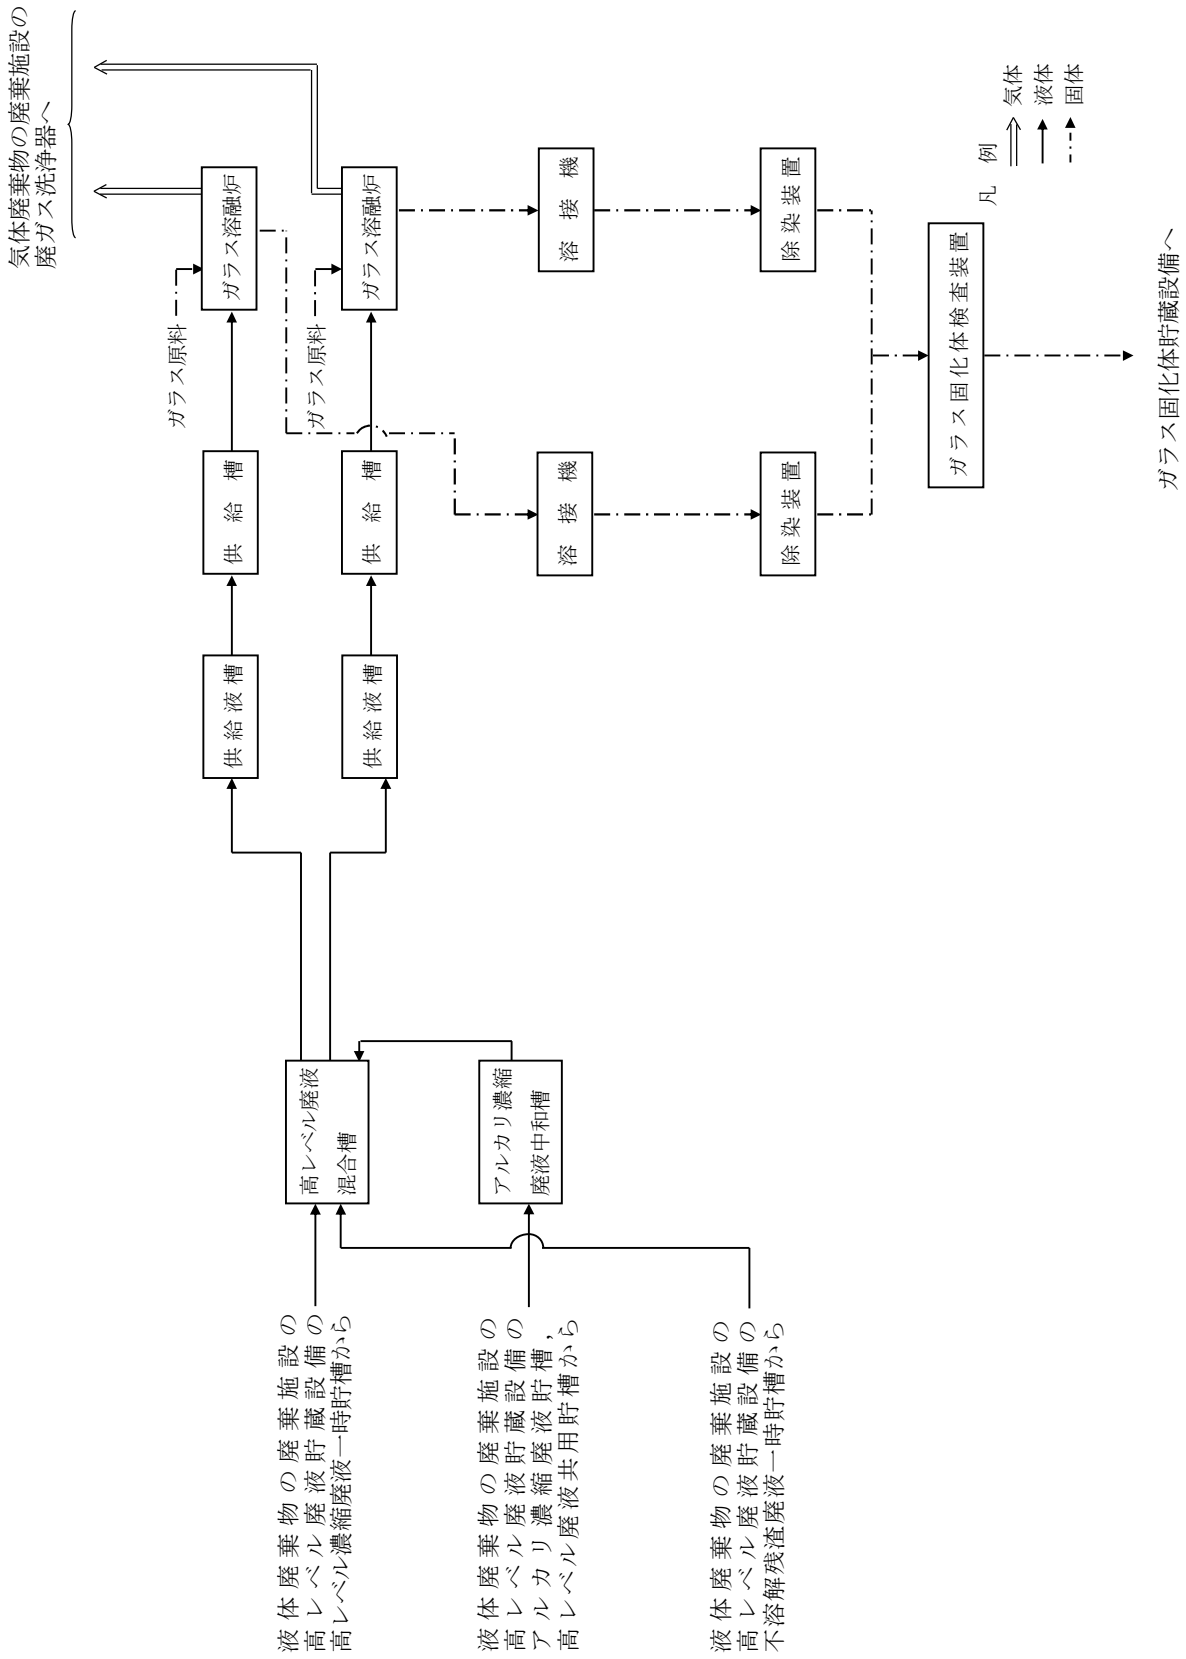 気体廃棄物の廃棄施設の
廃ガス洗浄器へ
ガラス原料
ガラス溶融炉
ガラス原料
ガラス溶融炉
供給槽
供給槽
供給液槽
供給液槽
溶接機
溶接機
除染装置
除染装置
ガラス固化体検査装置
ガラス固化体貯蔵設備へ
凡例
気体
液体
固体
高レベル廃液
混合槽
アルカリ濃縮
廃液中和槽
液体廃棄物の廃棄施設の
高レベル廃液貯蔵設備の
高レベル濃縮廃液一時貯槽から
液体廃棄物の廃棄施設の
高レベル廃液貯蔵設備の
アルカリ濃縮廃液貯槽，
高レベル廃液共用貯槽から
液体廃棄物の廃棄施設の
高レベル廃液貯蔵設備の
不溶解残渣廃液一時貯槽から